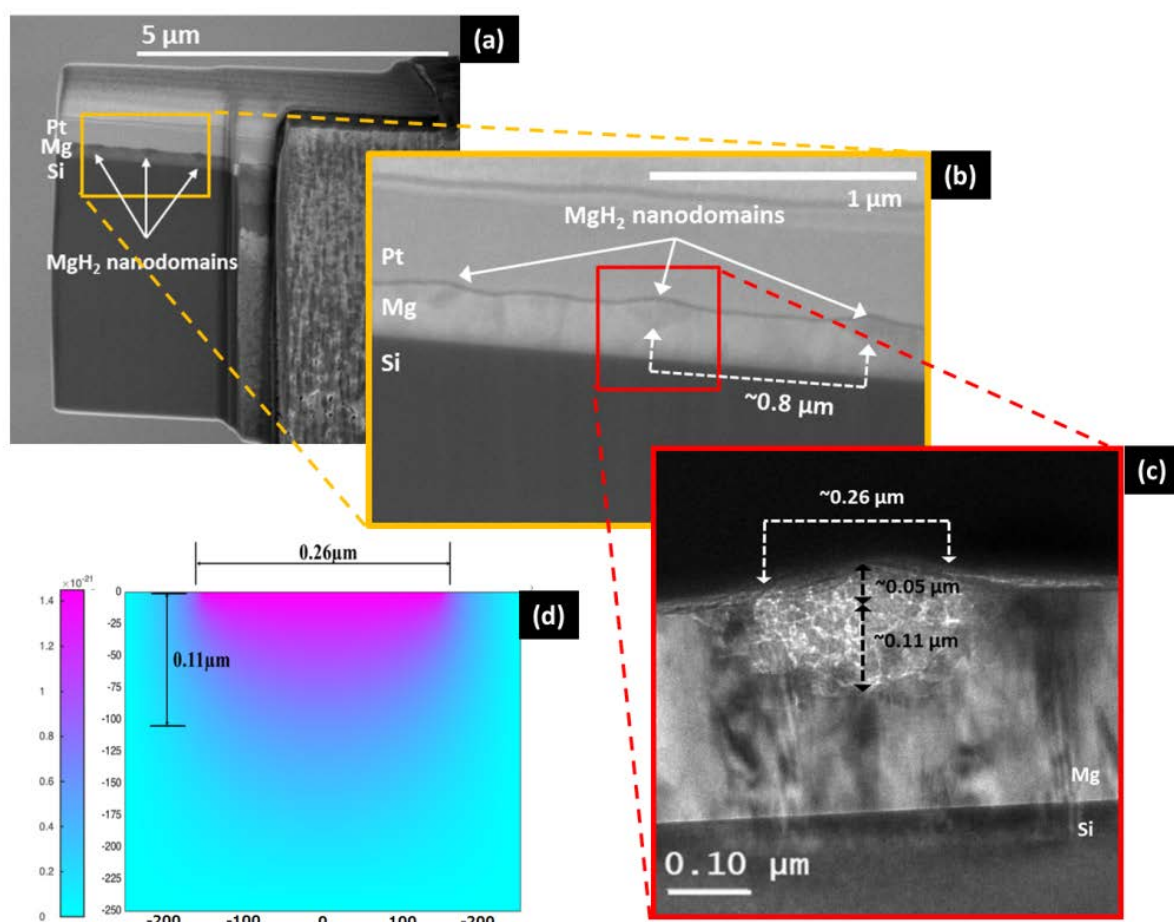 5 µm
(a)
Pt
Mg
Si
MgH₂ nanodomains
(b)
1 µm
MgH₂ nanodomains
Pt
Mg
Si
~0.8 µm
(c)
~0.26 µm
~0.05 µm
~0.11 µm
Mg
Si
0.10 µm
(d)
0.26µm
0.11µm
×10⁻²¹
1.4
1.2
1
0.8
0.6
0.4
0.2
0
0
-25
-50
-75
-100
-125
-150
-175
-200
-225
-250
-200 -100 0 100 -200